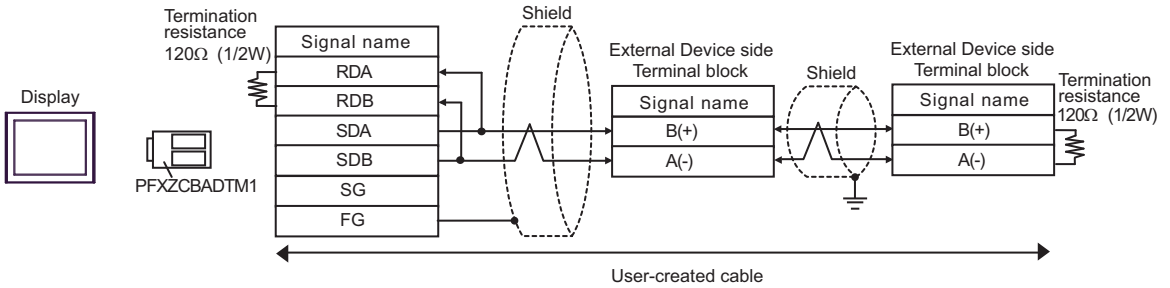 Display
PFXZCBADTM1
Termination
resistance
120Ω (1/2W)
Signal name
RDA
RDB
SDA
SDB
SG
FG
Shield
External Device side
Terminal block
Signal name
B(+)
A(-)
Shield
External Device side
Terminal block
Signal name
B(+)
A(-)
Termination
resistance
120Ω (1/2W)
User-created cable